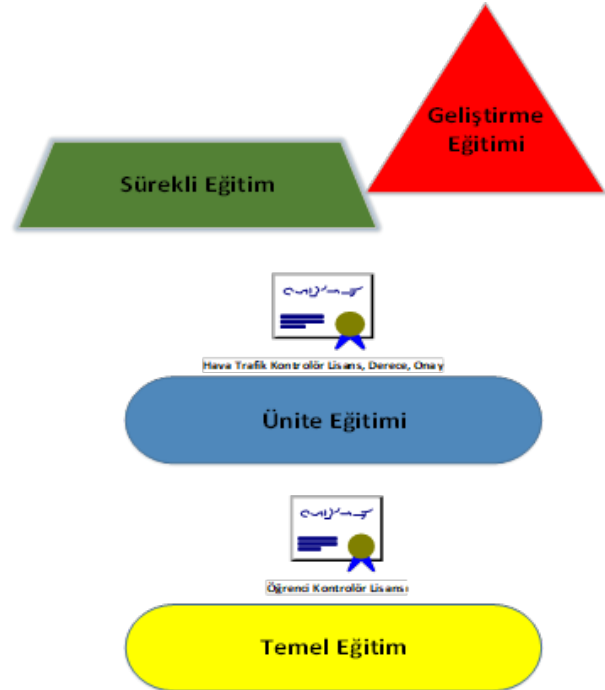 Geliştirme
Eğitimi
Sürekli Eğitim
Hava Trafik Kontrolör Lisans, Derece, Onay
Ünite Eğitimi
Öğrenci Kontrolör Lisansı
Temel Eğitim